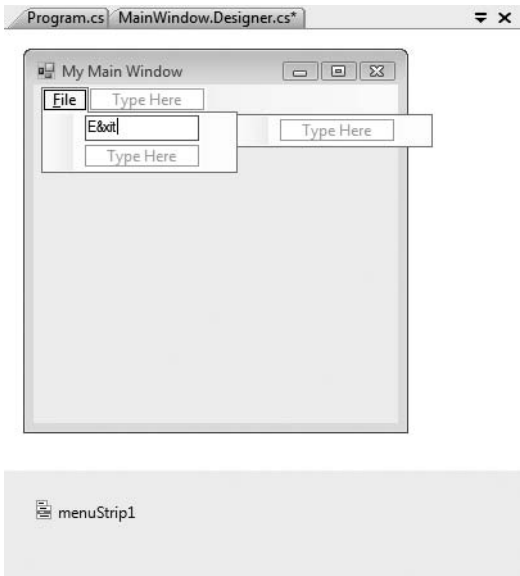 Program.cs MainWindow.Designer.cs*
My Main Window
File Type Here
E&xit Type Here
Type Here
menuStrip1